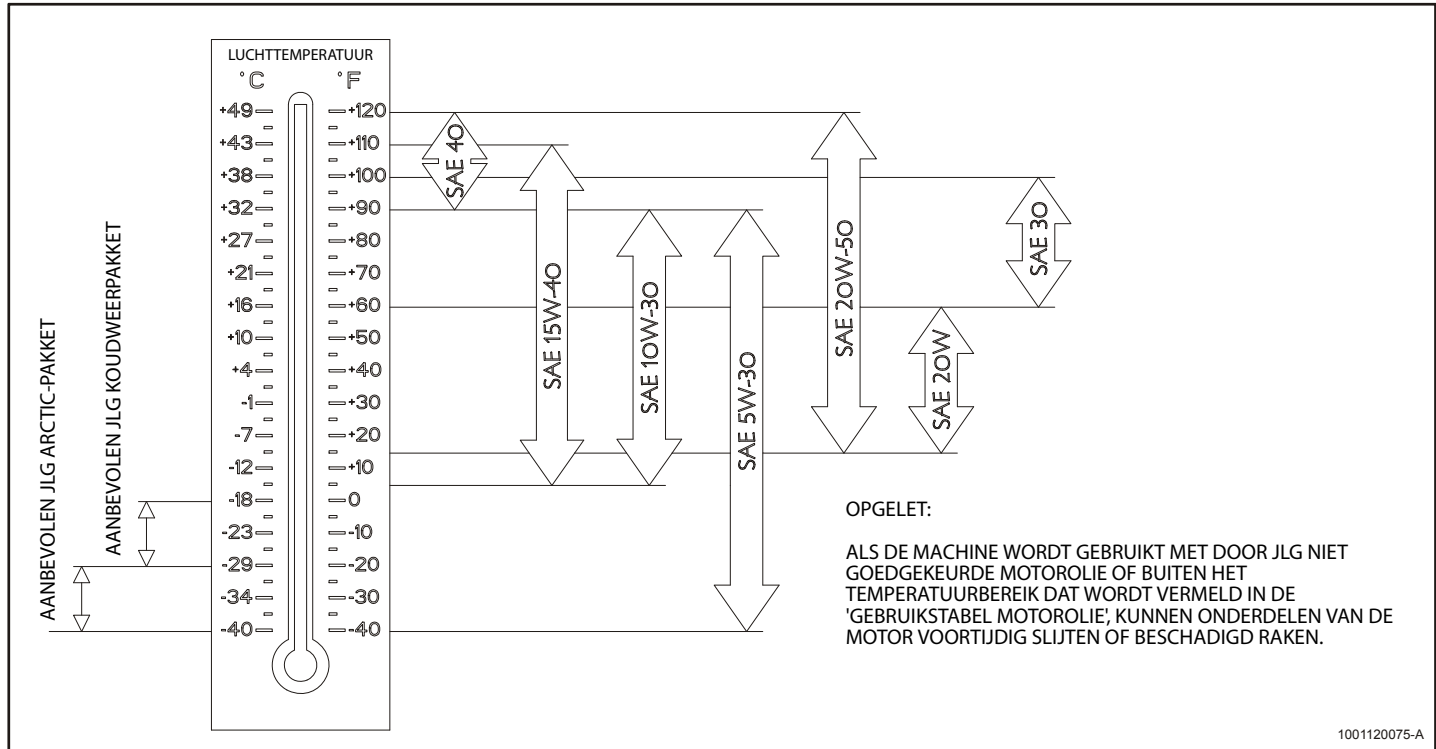 LUCHTTEMPERATUUR
°C °F
+49 +120
+43 +110
+38 +100
+32 +90
+27 +80
+21 +70
+16 +60
+10 +50
+4 +40
-1 +30
-7 +20
-12 +10
-18 0
-23 -10
-29 -20
-34 -30
-40 -40
AANBEVOLEN JLG ARCTIC-PAKKET
AANBEVOLEN JLG KOUDWEERPAKKET
SAE 40
SAE 15W-40
SAE 10W-30
SAE 5W-30
SAE 20W-50
SAE 20W
SAE 30
OPGELET:
ALS DE MACHINE WORDT GEBRUIKT MET DOOR JLG NIET
GOEDGEKEURDE MOTOROLIE OF BUITEN HET
TEMPERATUURBEREIK DAT WORDT VERMELD IN DE
'GEBRUIKSTABEL MOTOROLIE', KUNNEN ONDERDELEN VAN DE
MOTOR VOORTIJDIG SLIJTEN OF BESCHADIGD RAKEN.
1001120075-A